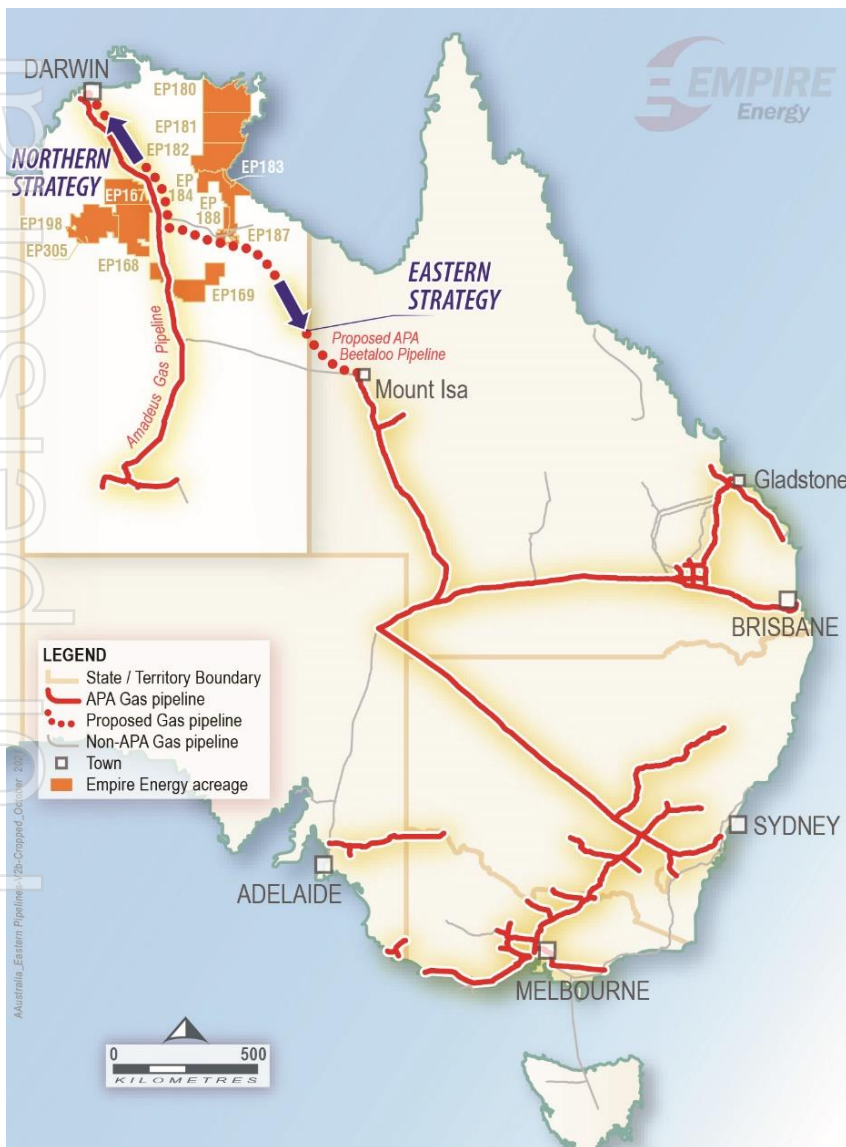 EMPIRE
Energy
DARWIN
EP180
EP181
EP182
EP183
NORTHERN
STRATEGY
EP
184
EP167
EP
188
EP198
EP187
EP305
EP168
EP169
EASTERN
STRATEGY
Amadeus Gas Pipeline
Proposed APA
Beetaloo Pipeline
Mount Isa
Gladstone
BRISBANE
LEGEND
State / Territory Boundary
APA Gas pipeline
Proposed Gas pipeline
Non-APA Gas pipeline
Town
Empire Energy acreage
SYDNEY
ADELAIDE
MELBOURNE
0 500
KILOMETRES
personal